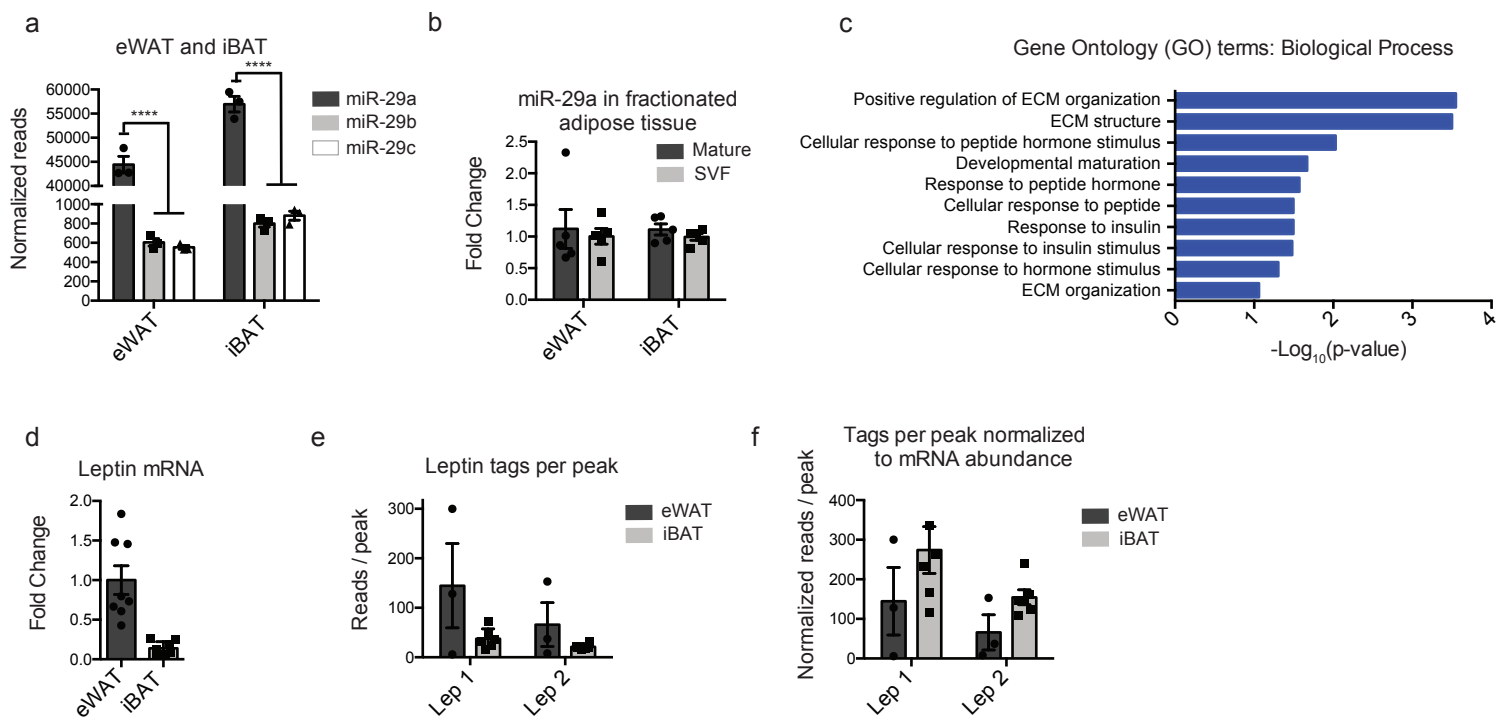 a
eWAT and iBAT
Normalized reads
60000
55000
50000
45000
40000
1000
800
600
400
200
0
****
****
eWAT
iBAT
miR-29a
miR-29b
miR-29c
b
miR-29a in fractionated
adipose tissue
Fold Change
2.5
2.0
1.5
1.0
0.5
0.0
Mature
SVF
eWAT
iBAT
c
Gene Ontology (GO) terms: Biological Process
Positive regulation of ECM organization
ECM structure
Cellular response to peptide hormone stimulus
Developmental maturation
Response to peptide hormone
Cellular response to peptide
Response to insulin
Cellular response to insulin stimulus
Cellular response to hormone stimulus
ECM organization
0 1 2 3 4
-Log10(p-value)
d
Leptin mRNA
Fold Change
2.0
1.5
1.0
0.5
0.0
eWAT
iBAT
e
Leptin tags per peak
Reads / peak
300
200
100
0
eWAT
iBAT
Lep 1
Lep 2
f
Tags per peak normalized
to mRNA abundance
Normalized reads / peak
400
300
200
100
0
eWAT
iBAT
Lep 1
Lep 2